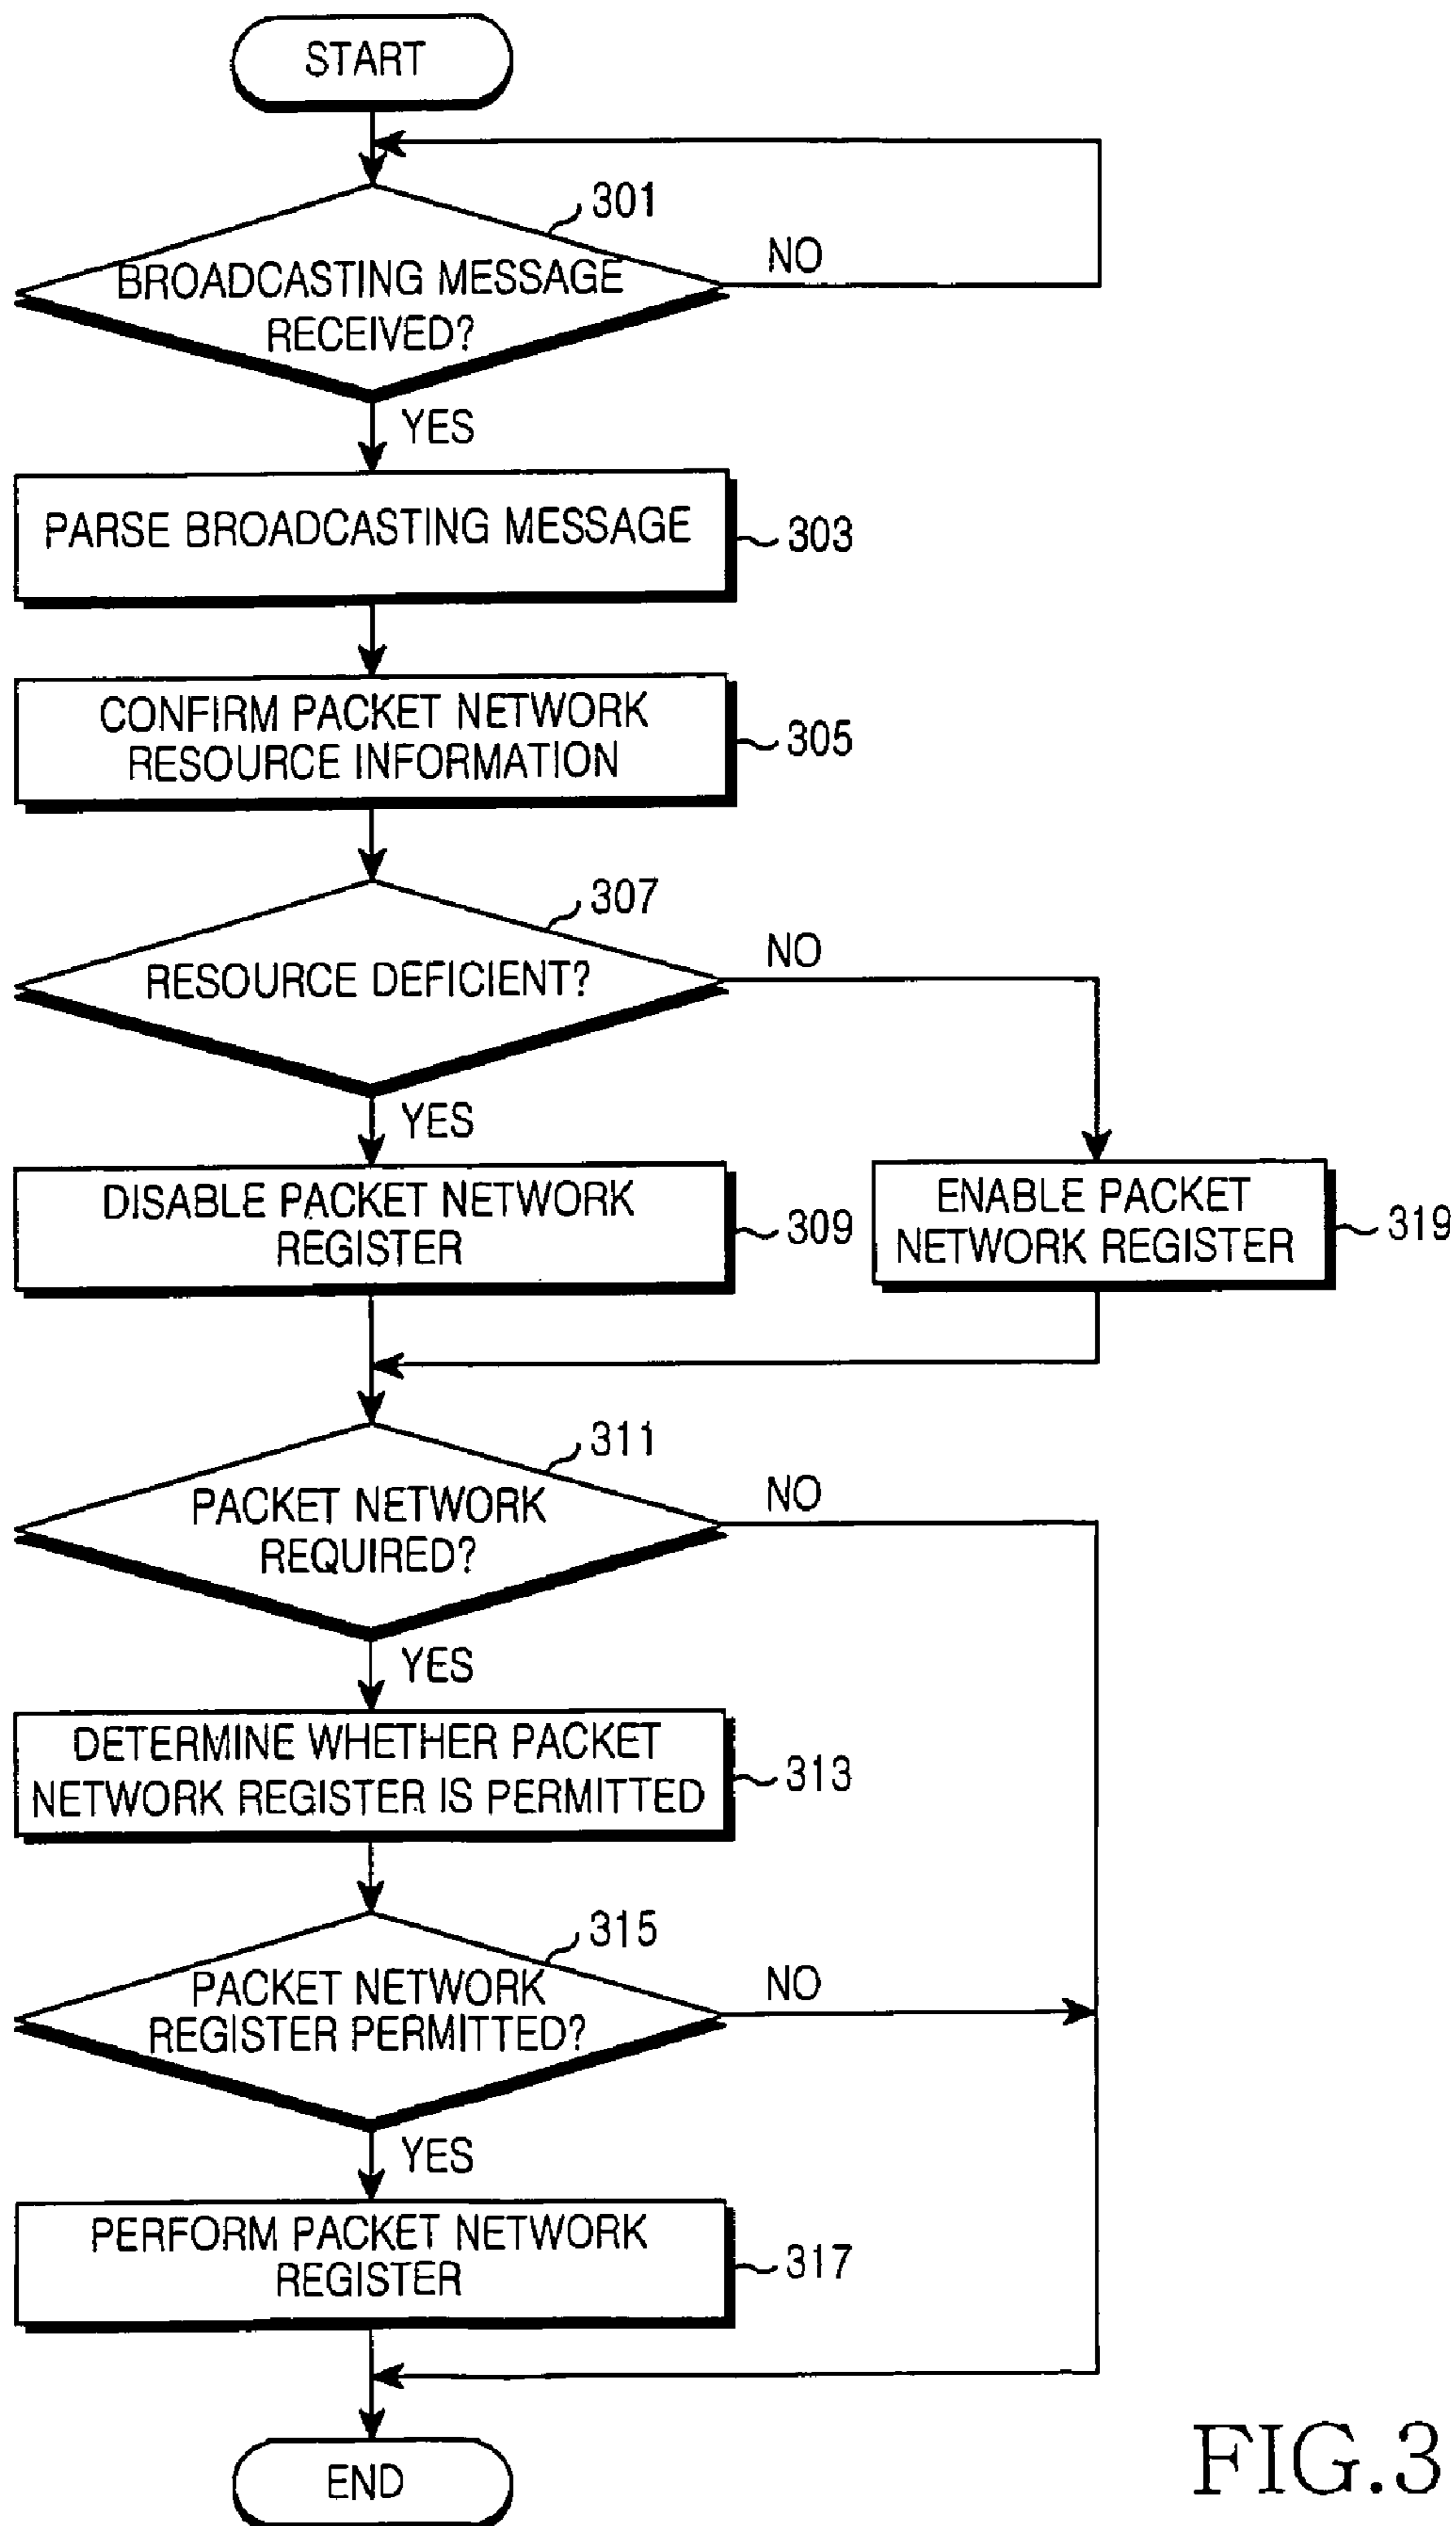 START
301
NO
BROADCASTING MESSAGE
RECEIVED?
YES
PARSE BROADCASTING MESSAGE
303
CONFIRM PACKET NETWORK
RESOURCE INFORMATION
305
307
NO
RESOURCE DEFICIENT?
YES
DISABLE PACKET NETWORK
REGISTER
309
ENABLE PACKET
NETWORK REGISTER
319
311
NO
PACKET NETWORK
REQUIRED?
YES
DETERMINE WHETHER PACKET
NETWORK REGISTER IS PERMITTED
313
315
NO
PACKET NETWORK
REGISTER PERMITTED?
YES
PERFORM PACKET NETWORK
REGISTER
317
END
FIG.3